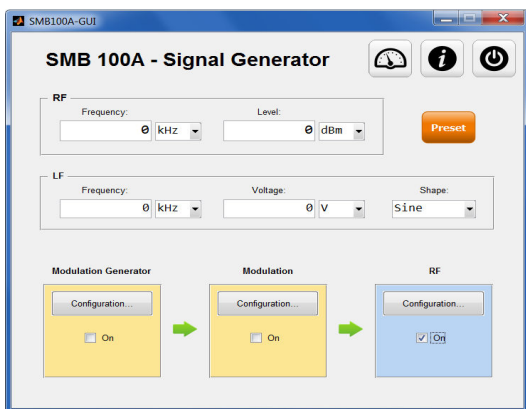 SMB100A-GUI
SMB 100A - Signal Generator
RF
Frequency: Level:
0 kHz 0 dBm
Preset
LF
Frequency: Voltage: Shape:
0 kHz 0 V Sine
Modulation Generator Modulation RF
Configuration... Configuration... Configuration...
On On On